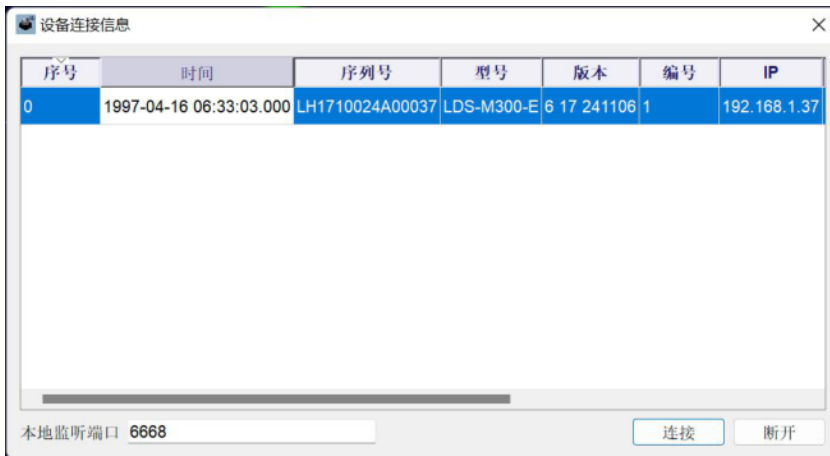 设备连接信息
序号 时间 序列号 型号 版本 编号 IP
0 1997-04-16 06:33:03.000 LH1710024A00037 LDS-M300-E 6 17 241106 1 192.168.1.37
本地监听端口 6668 连接 断开